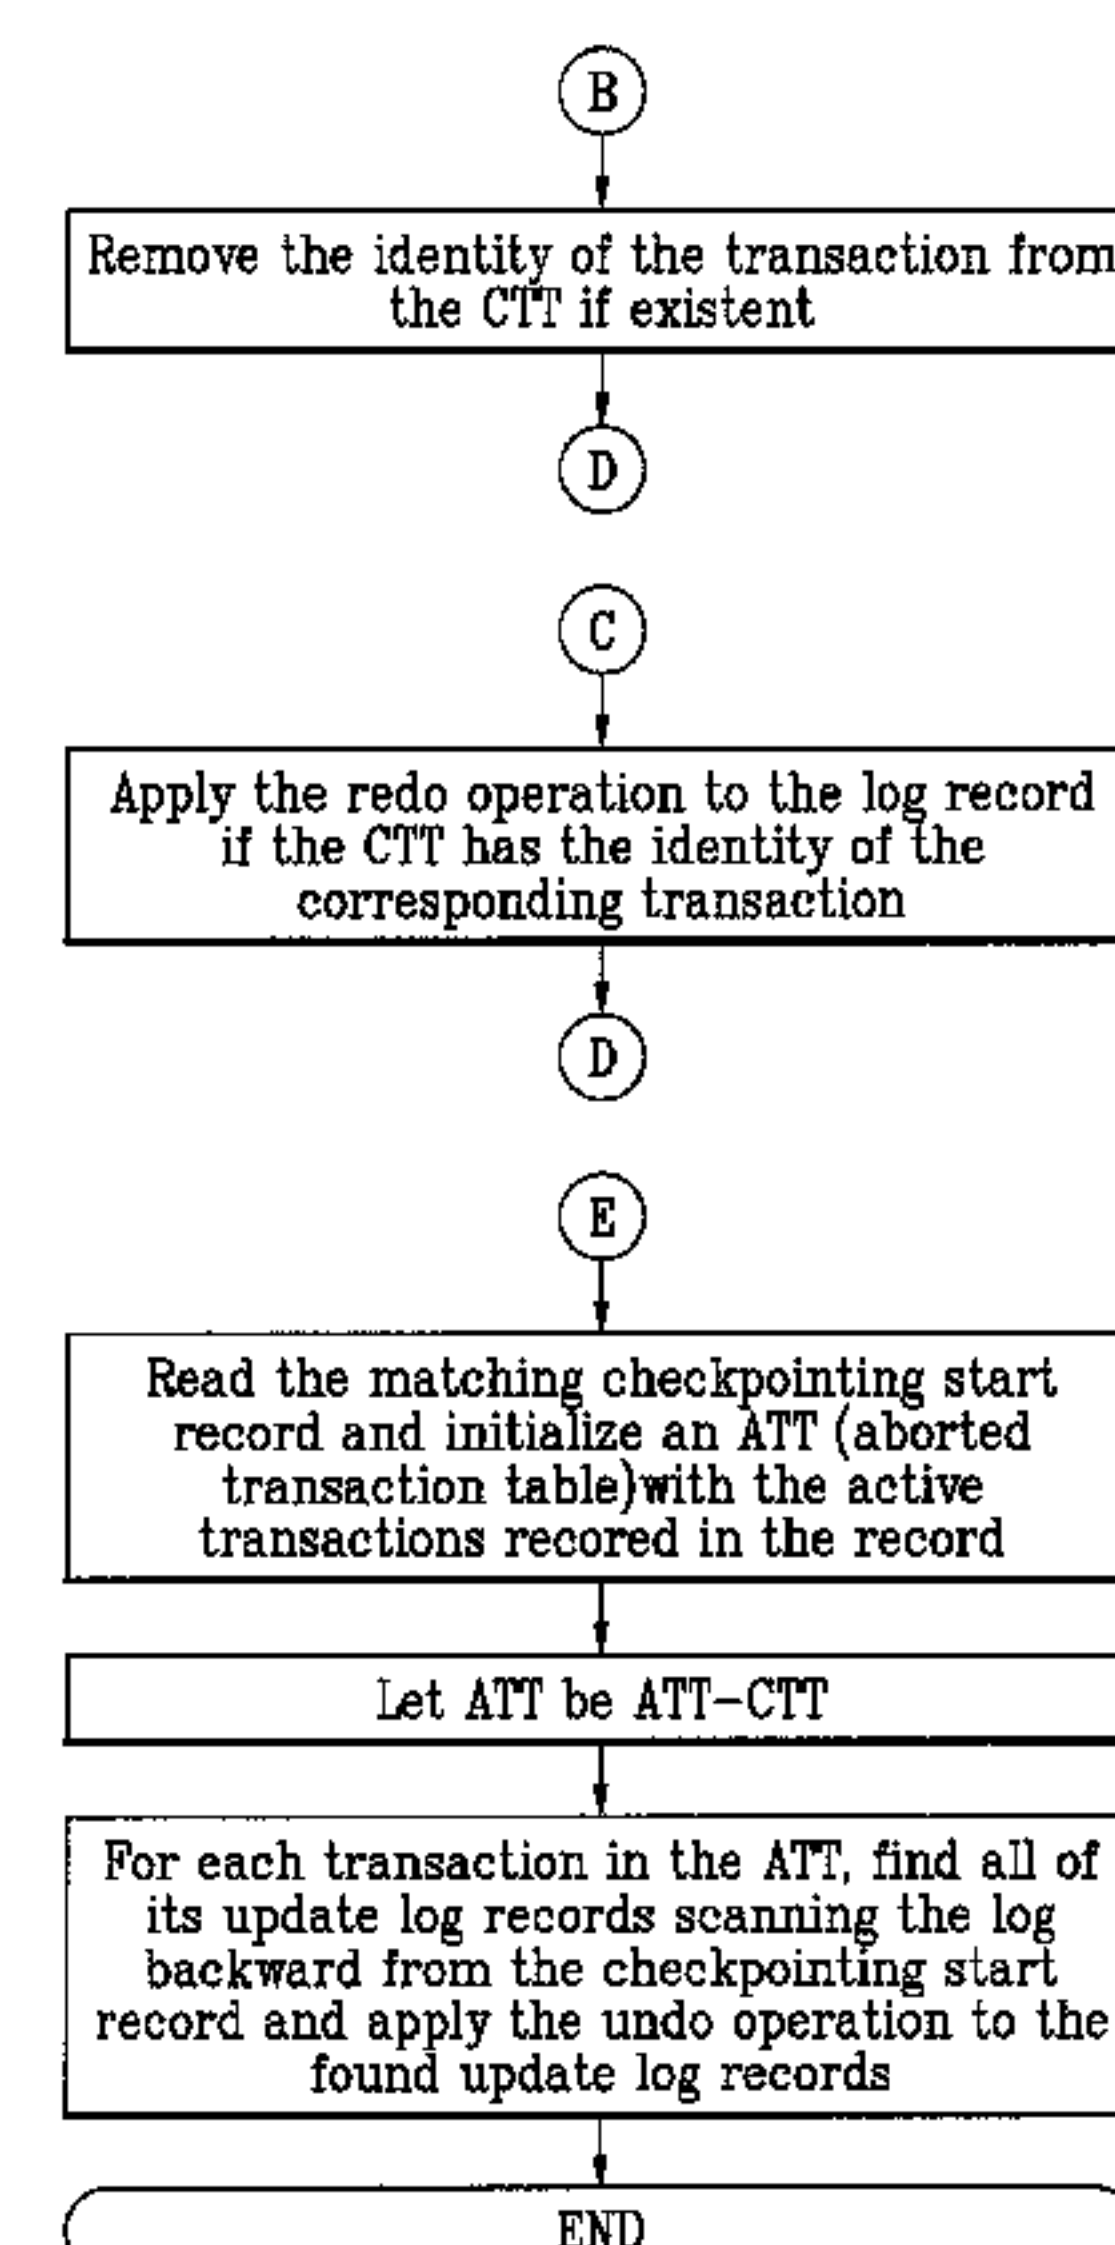 B
Remove the identity of the transaction from
the CTT if existent
D
C
Apply the redo operation to the log record
if the CTT has the identity of the
corresponding transaction
D
E
Read the matching checkpointing start
record and initialize an ATT (aborted
transaction table)with the active
transactions recored in the record
Let ATT be ATT-CTT
For each transaction in the ATT, find all of
its update log records scanning the log
backward from the checkpointing start
record and apply the undo operation to the
found update log records
END